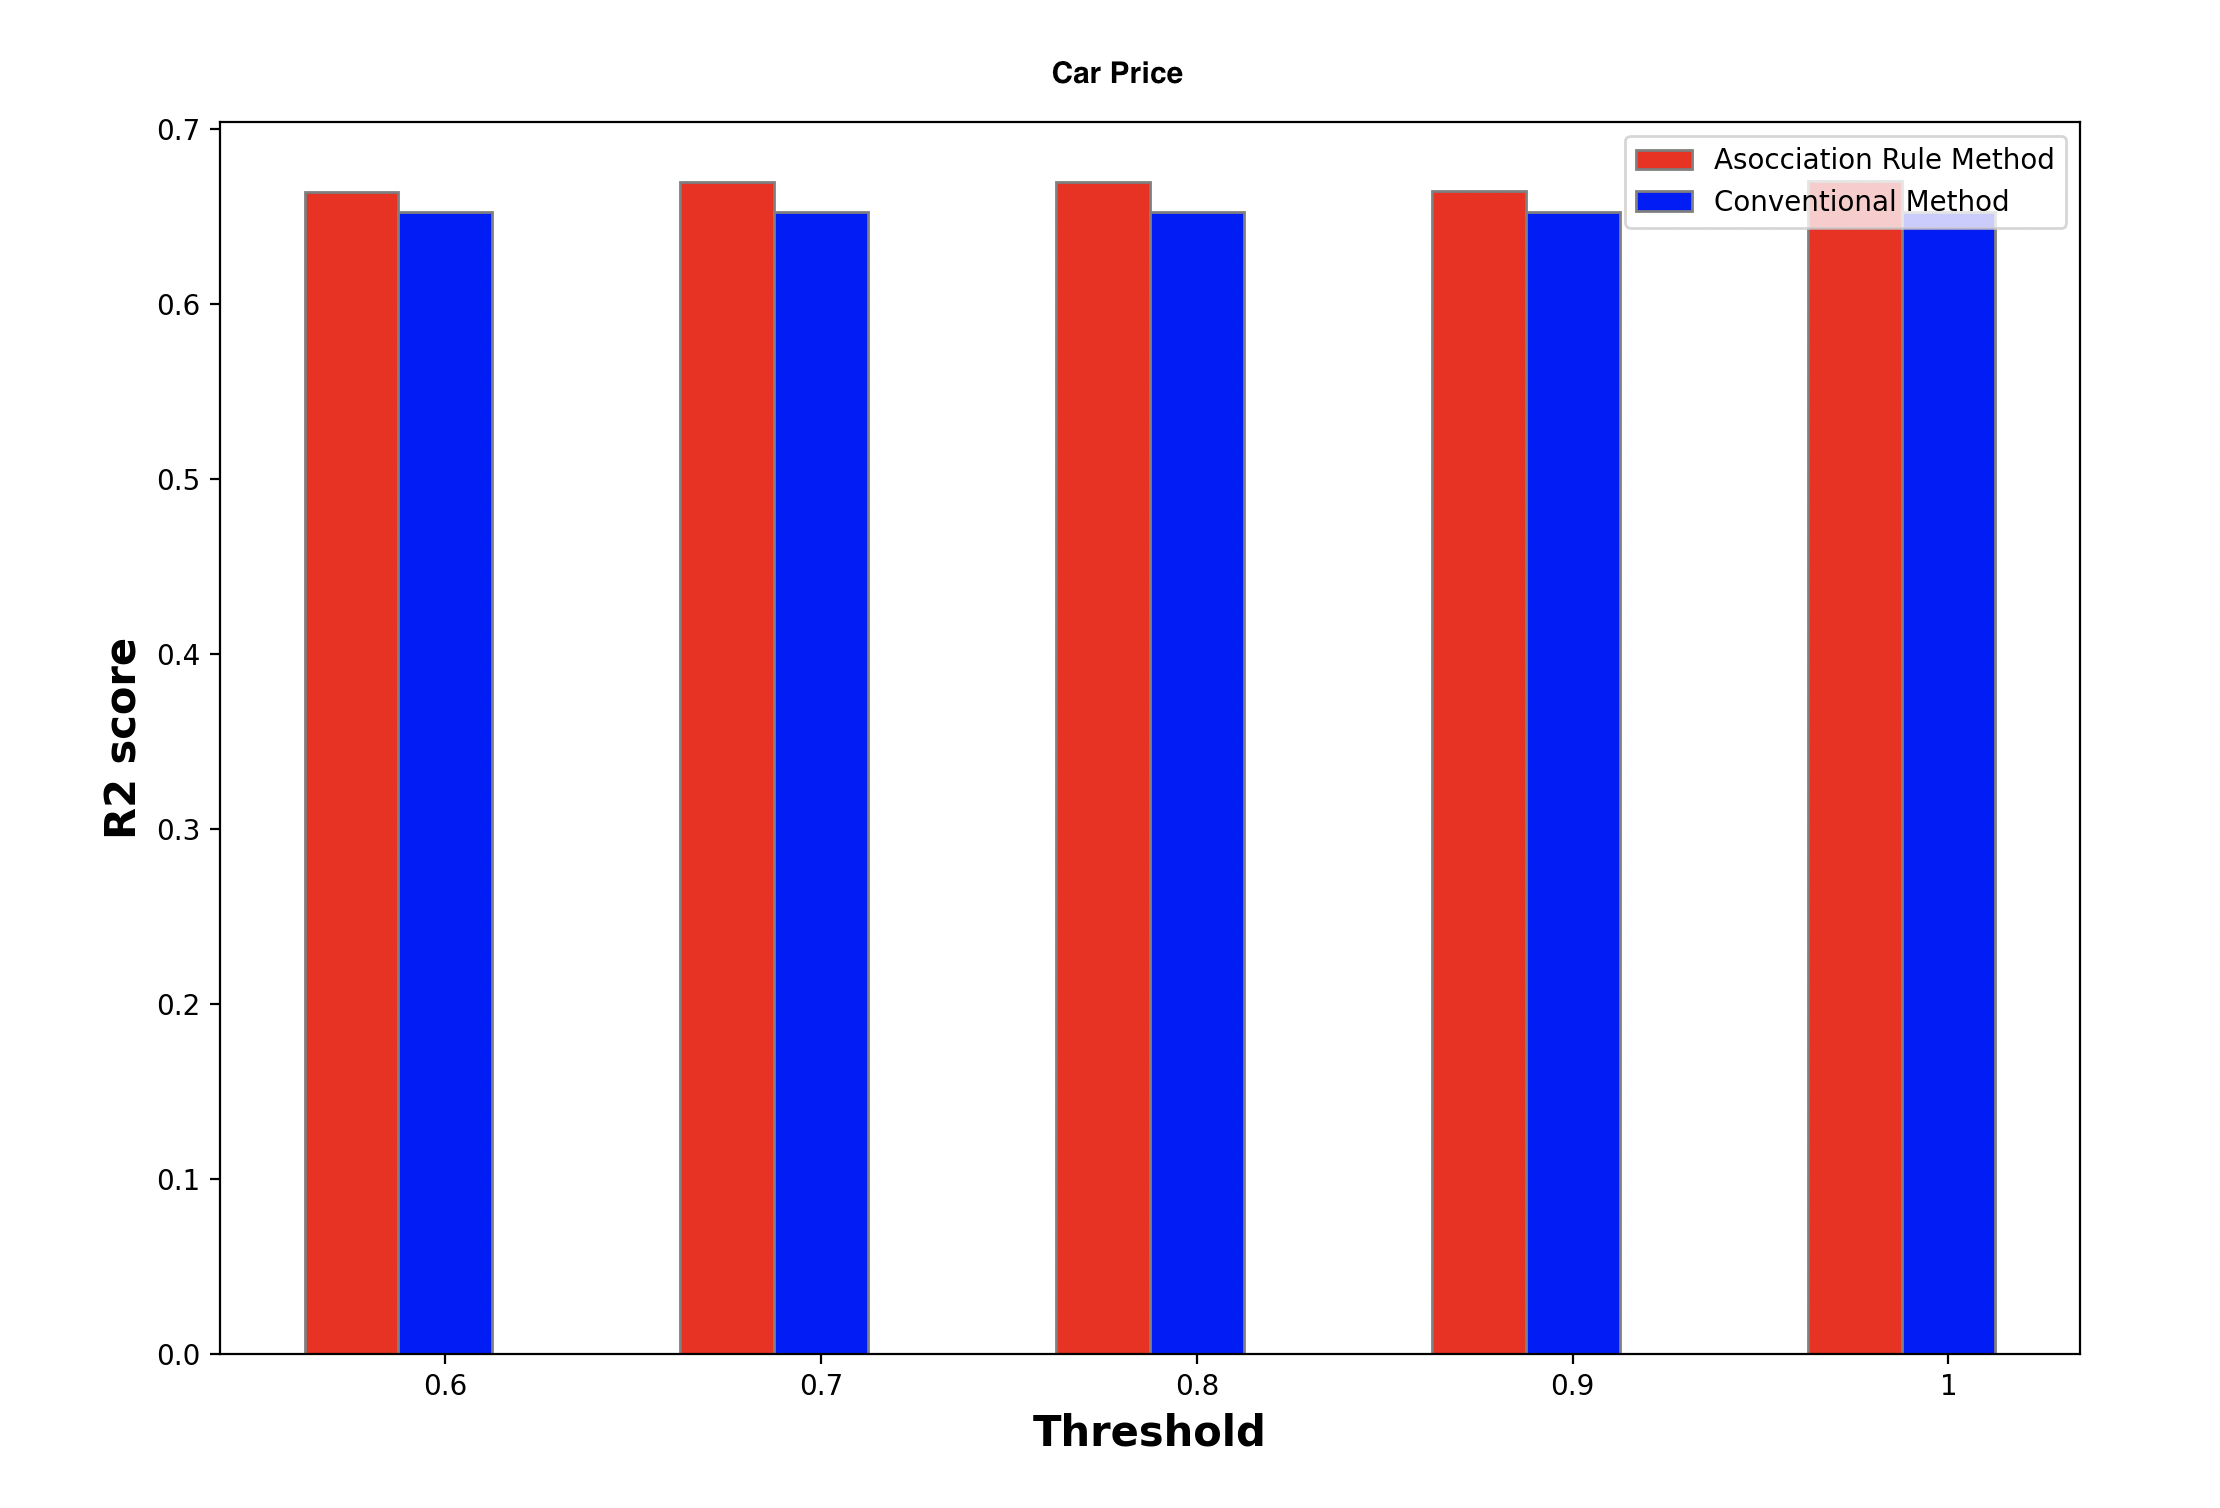 Car Price
0.7
0.6
0.5
0.4
0.3
0.2
0.1
0.0
R2 score
Asocciation Rule Method
Conventional Method
0.6 0.7 0.8 0.9 1
Threshold